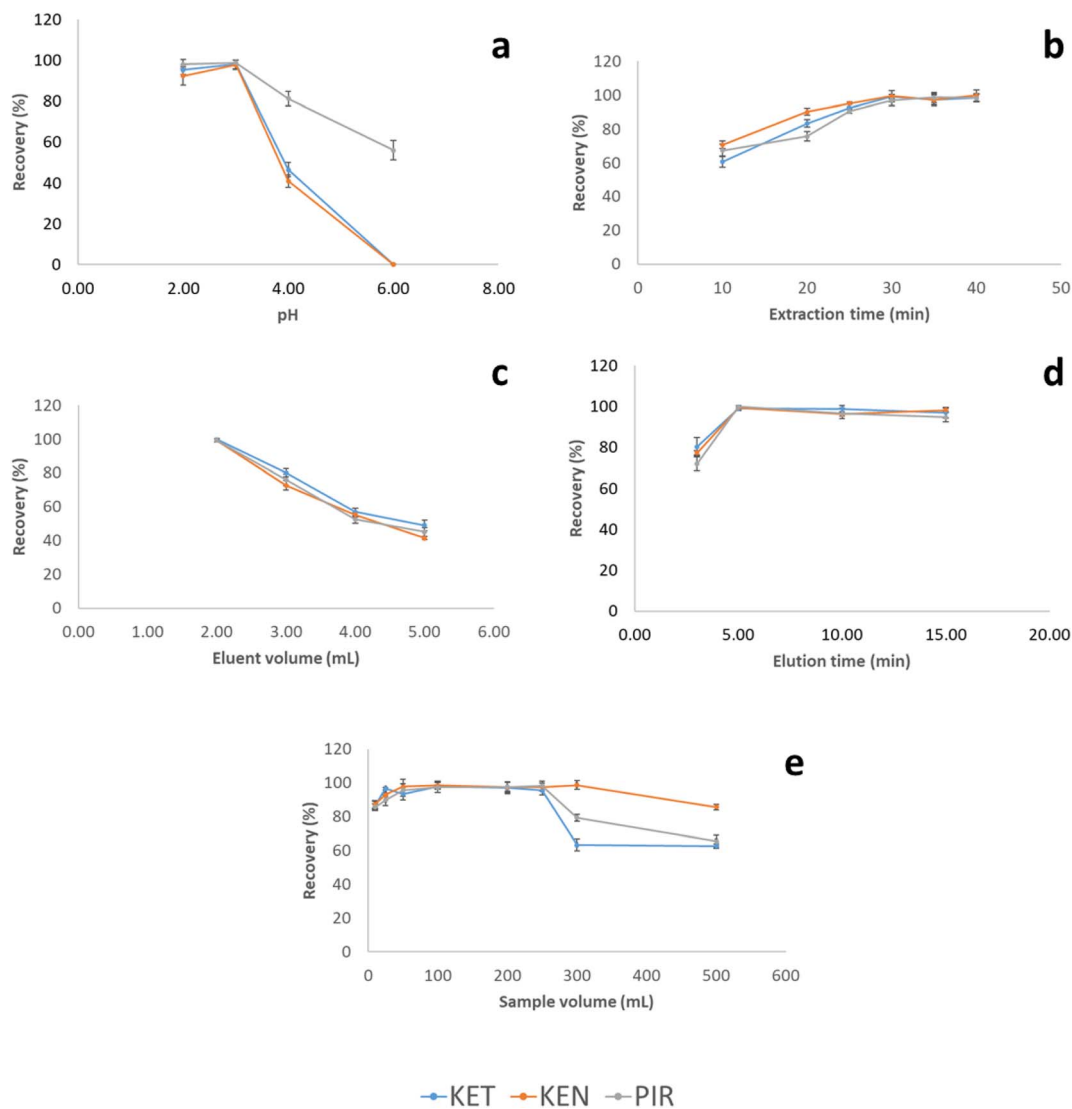 a
120
100
80
60
40
20
0
Recovery (%)
0.00 2.00 4.00 6.00 8.00
pH
b
120
100
80
60
40
20
0
Recovery (%)
0 10 20 30 40 50
Extraction time (min)
c
120
100
80
60
40
20
0
Recovery (%)
0.00 1.00 2.00 3.00 4.00 5.00 6.00
Eluent volume (mL)
d
120
100
80
60
40
20
0
Recovery (%)
0.00 5.00 10.00 15.00 20.00
Elution time (min)
e
120
100
80
60
40
20
0
Recovery (%)
0 100 200 300 400 500 600
Sample volume (mL)
KET KEN PIR